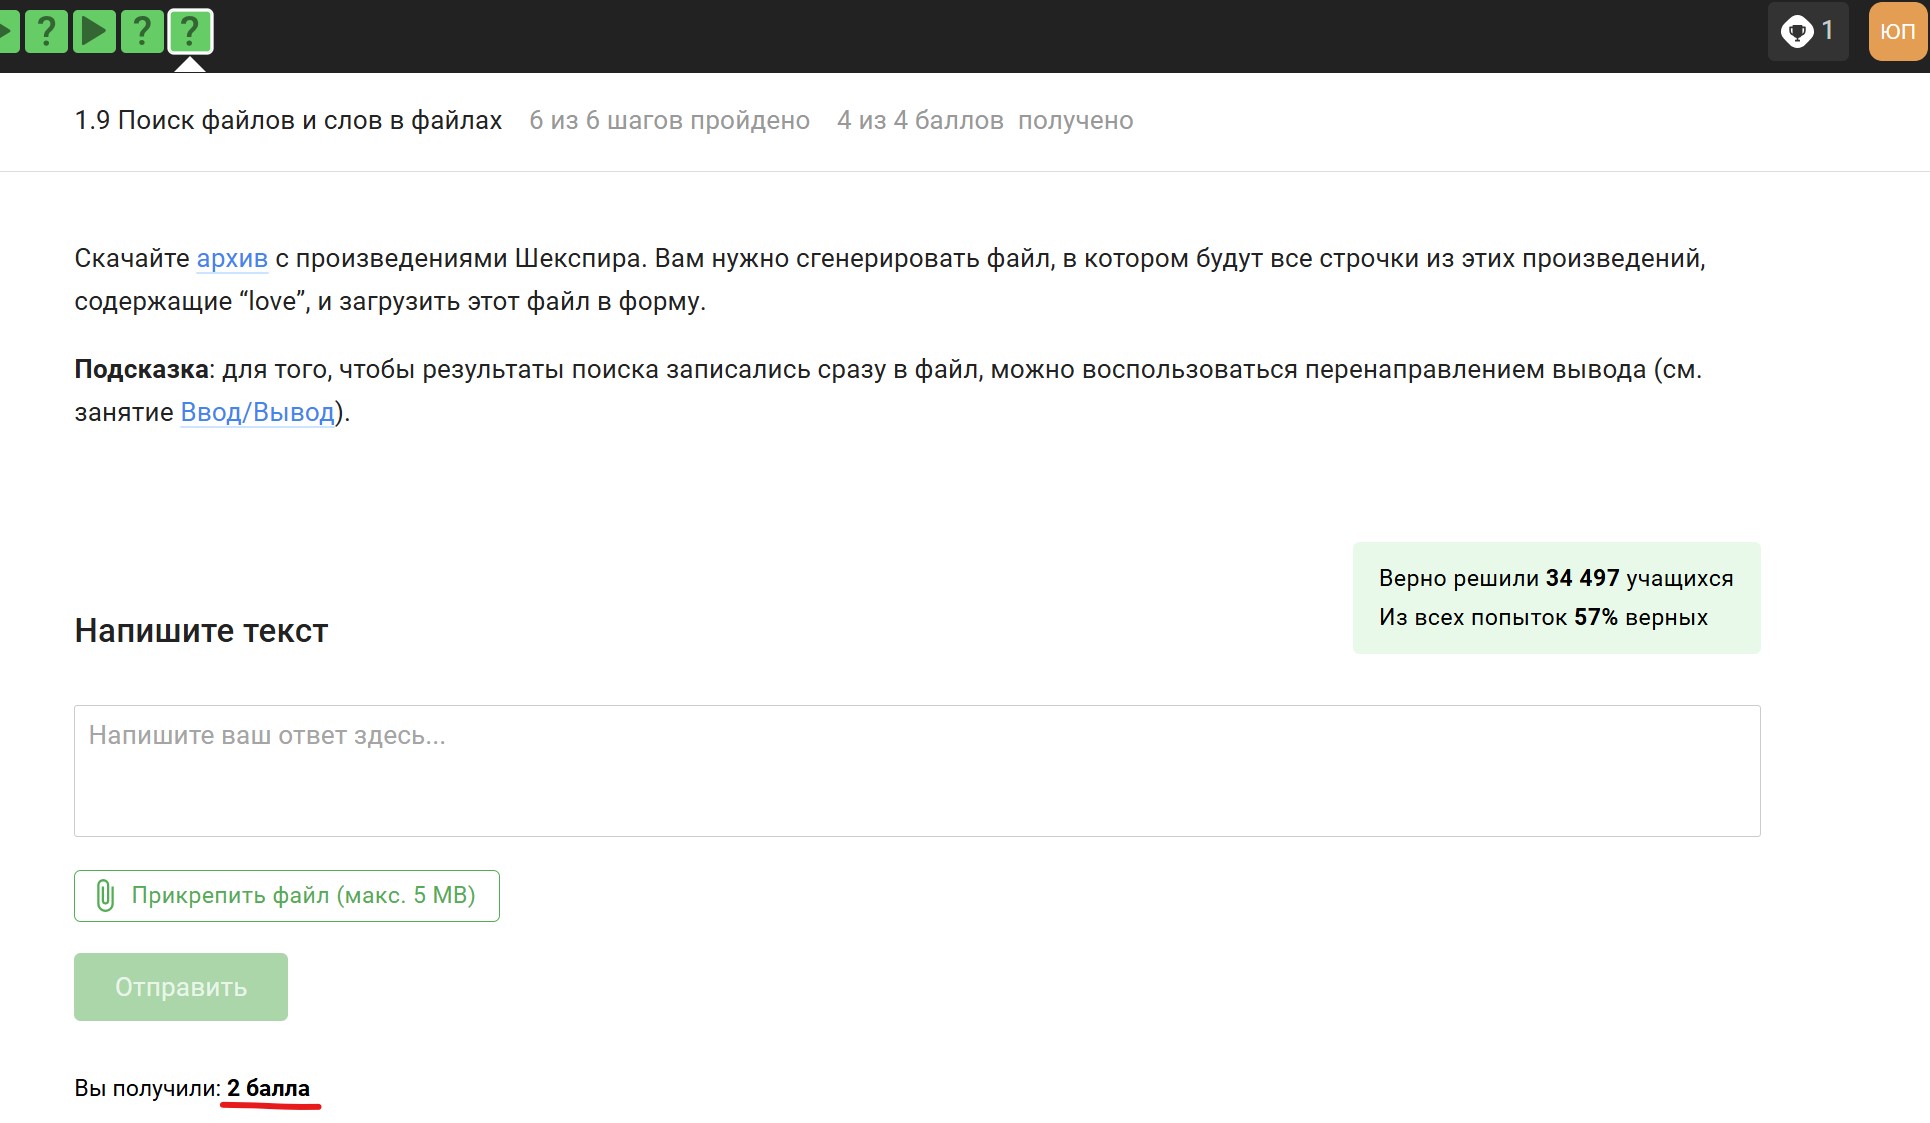 ? ? ? 1 ЮП
1.9 Поиск файлов и слов в файлах 6 из 6 шагов пройдено 4 из 4 баллов получено
Скачайте архив с произведениями Шекспира. Вам нужно сгенерировать файл, в котором будут все строчки из этих произведений,
содержащие “love”, и загрузить этот файл в форму.
Подсказка: для того, чтобы результаты поиска записались сразу в файл, можно воспользоваться перенаправлением вывода (см.
занятие Ввод/Вывод).
Верно решили 34 497 учащихся
Из всех попыток 57% верных
Напишите текст
Напишите ваш ответ здесь...
Прикрепить файл (макс. 5 MB)
Отправить
Вы получили: 2 балла